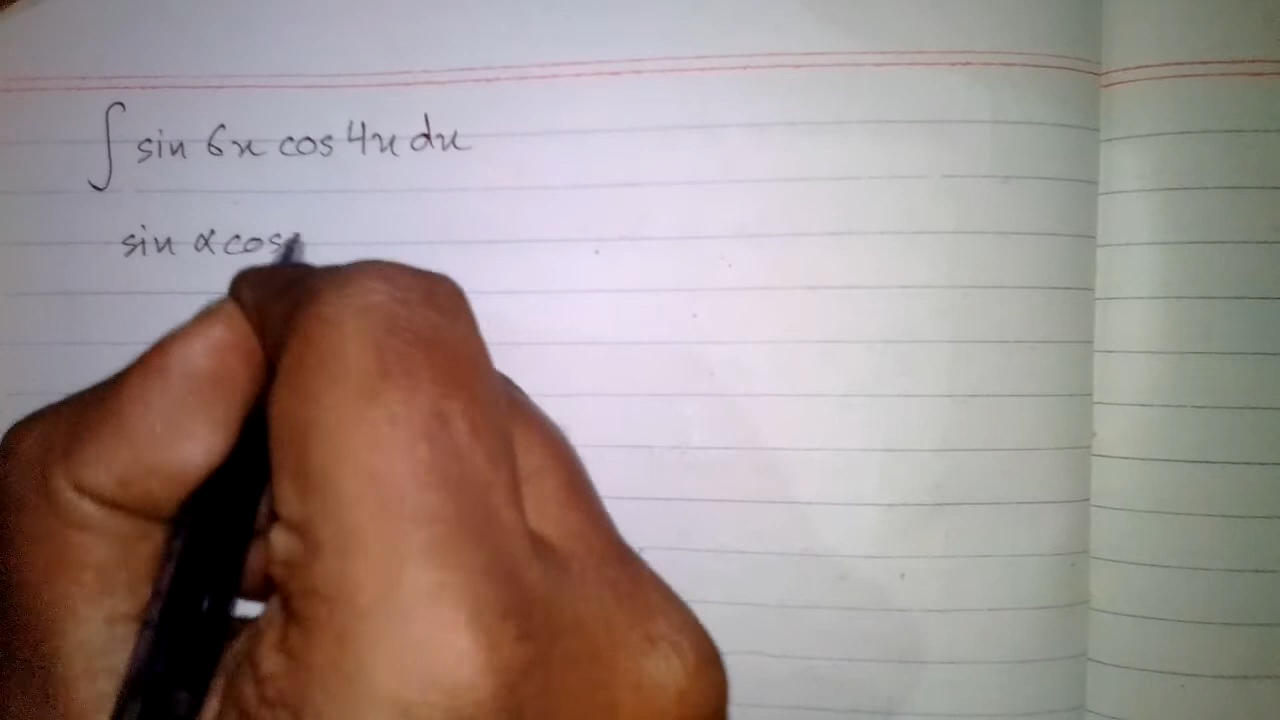 ∫ sin 6x cos 4x dx
sin α cos